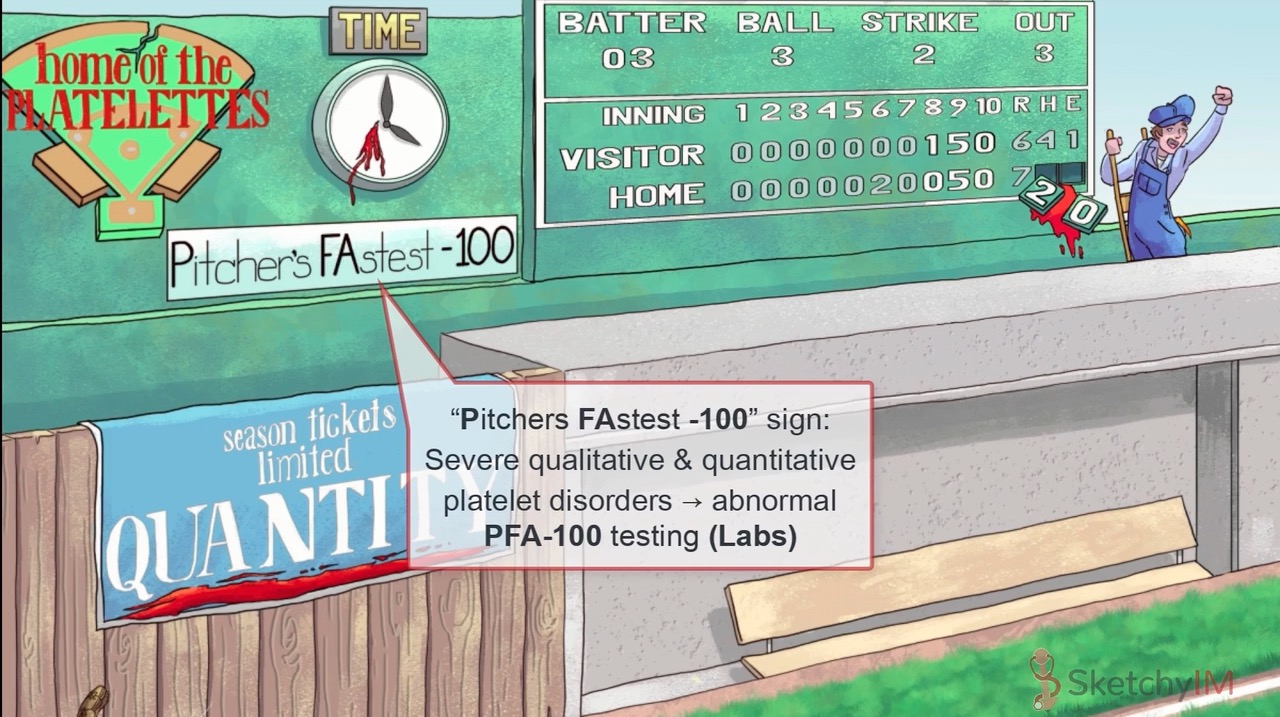 home of the
PLATELETTES
TIME
Pitcher's FAstest -100
BATTER BALL STRIKE OUT
03 3 2 3
INNING 1 2 3 4 5 6 7 8 9 10 R H E
VISITOR 0 0 0 0 0 0 0 1 5 0 6 4 1
HOME 0 0 0 0 0 2 0 0 5 0 7
2 0
season tickets
limited
QUANTITY
“Pitchers FAstest -100” sign:
Severe qualitative & quantitative
platelet disorders → abnormal
PFA-100 testing (Labs)
SketchyIM